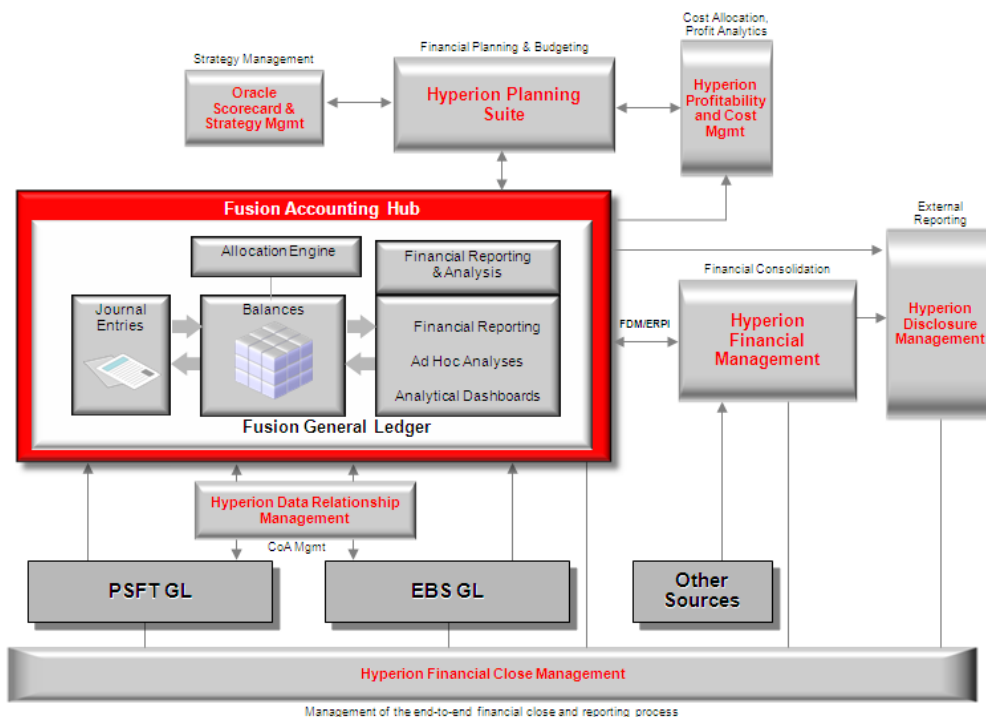 Cost Allocation,
Profit Analytics
Financial Planning & Budgeting
Strategy Management
Oracle
Scorecard &
Strategy Mgmt
Hyperion Planning
Suite
Hyperion
Profitability
and Cost
Mgmt
Fusion Accounting Hub
External
Reporting
Allocation Engine
Financial Reporting
& Analysis
Financial Consolidation
Journal
Entries
Balances
Financial Reporting
Ad Hoc Analyses
Analytical Dashboards
FDM/ERPI
Hyperion
Financial
Management
Hyperion
Disclosure
Management
Fusion General Ledger
Hyperion Data Relationship
Management
CoA Mgmt
PSFT GL
EBS GL
Other
Sources
Hyperion Financial Close Management
Management of the end-to-end financial close and reporting process